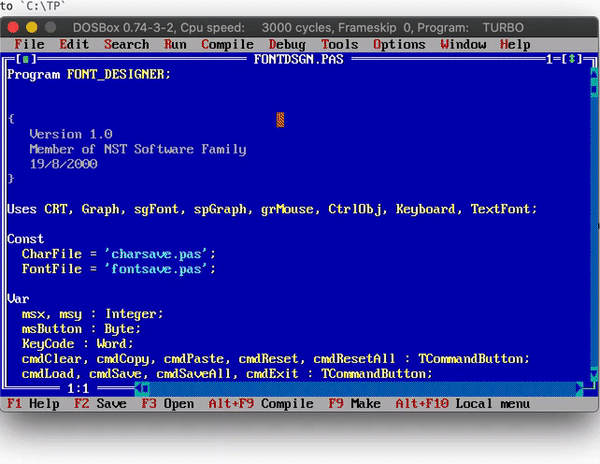 to `C:\TP`
DOSBox 0.74-3-2, Cpu speed: 3000 cycles, Frameskip 0, Program: TURBO
File Edit Search Run Compile Debug Tools Options Window Help
[■] FONTDSGN.PAS 1=[↕]
Program FONT_DESIGNER;
{
Version 1.0
Member of NST Software Family
19/8/2000
}
Uses CRT, Graph, sgFont, spGraph, grMouse, CtrlObj, Keyboard, TextFont;
Const
CharFile = 'charsave.pas';
FontFile = 'fontsave.pas';
Var
msx, msy : Integer;
msButton : Byte;
KeyCode : Word;
cmdClear, cmdCopy, cmdPaste, cmdReset, cmdResetAll : TCommandButton;
cmdLoad, cmdSave, cmdSaveAll, cmdExit : TCommandButton;
1:1
F1 Help F2 Save F3 Open Alt+F9 Compile F9 Make Alt+F10 Local menu